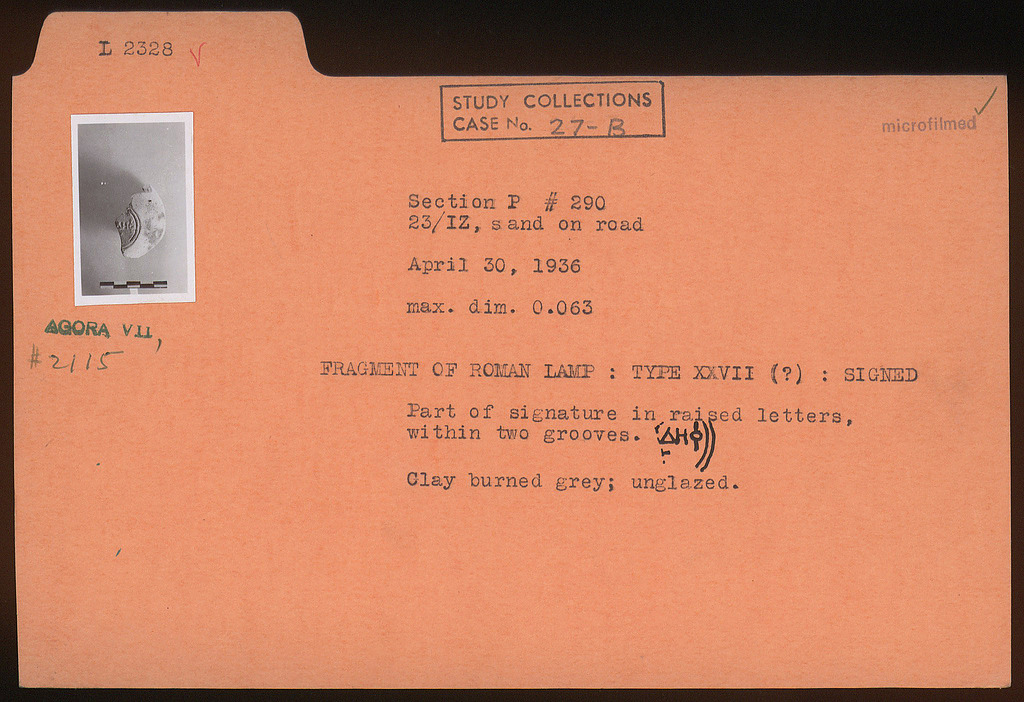 L 2328
STUDY COLLECTIONS
CASE No. 27-B
microfilmed
Section P # 290
23/IZ, sand on road
April 30, 1936
max. dim. 0.063
AGORA VII,
#2115
FRAGMENT OF ROMAN LAMP : TYPE XXVII (?) : SIGNED
Part of signature in raised letters,
within two grooves. ΔΗΦ
Clay burned grey; unglazed.